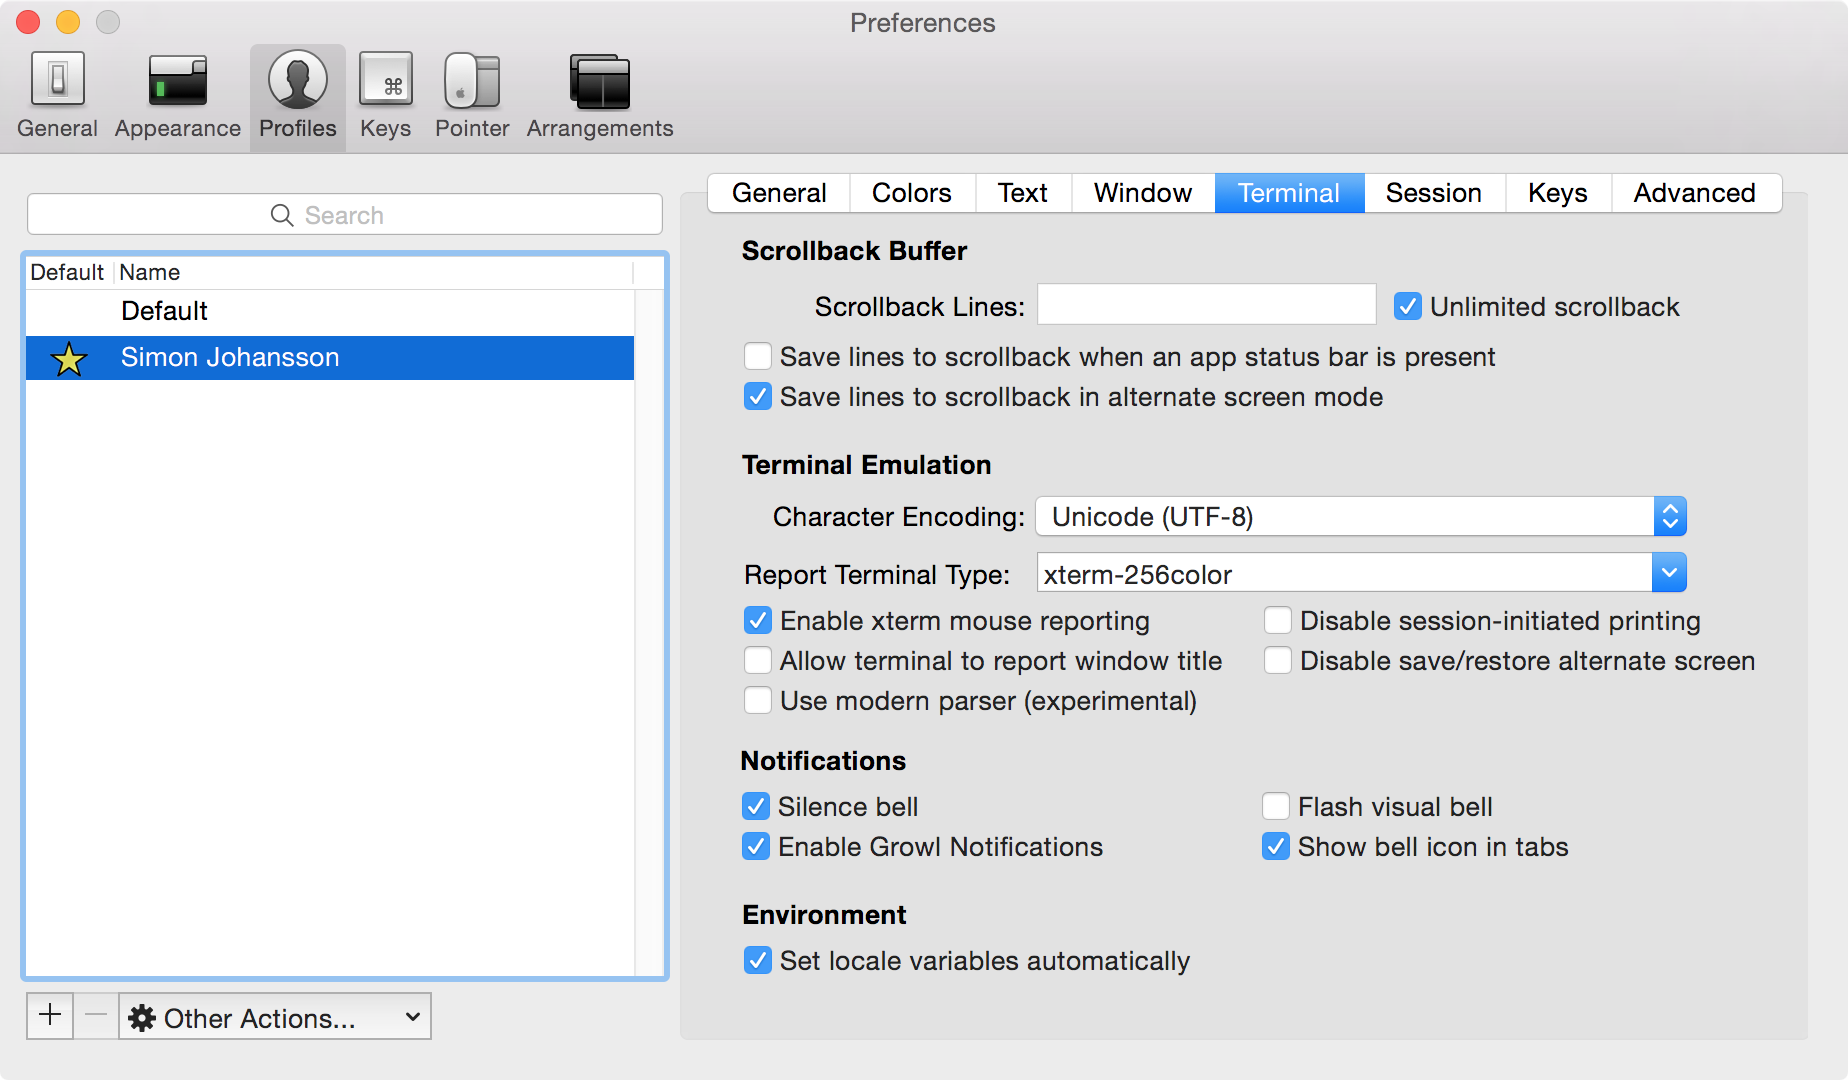 Preferences
General Appearance Profiles Keys Pointer Arrangements
Search
Default Name
Default
Simon Johansson
Other Actions...
General Colors Text Window Terminal Session Keys Advanced
Scrollback Buffer
Scrollback Lines: Unlimited scrollback
Save lines to scrollback when an app status bar is present
Save lines to scrollback in alternate screen mode
Terminal Emulation
Character Encoding: Unicode (UTF-8)
Report Terminal Type: xterm-256color
Enable xterm mouse reporting Disable session-initiated printing
Allow terminal to report window title Disable save/restore alternate screen
Use modern parser (experimental)
Notifications
Silence bell Flash visual bell
Enable Growl Notifications Show bell icon in tabs
Environment
Set locale variables automatically